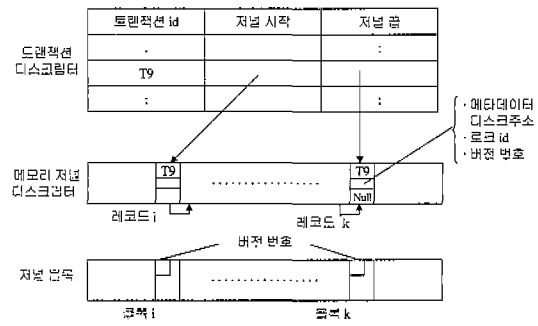 트랜잭션 id 저널 시작 저널 끝
트랜잭션
디스크립터
T9
· 메타데이터
디스크주소
· 로크 id
· 버전 번호
메모리 저널
디스크립터
T9 T9
Null
레코드 i 레코드 k
버전 번호
저널 블록
블록 i 블록 k